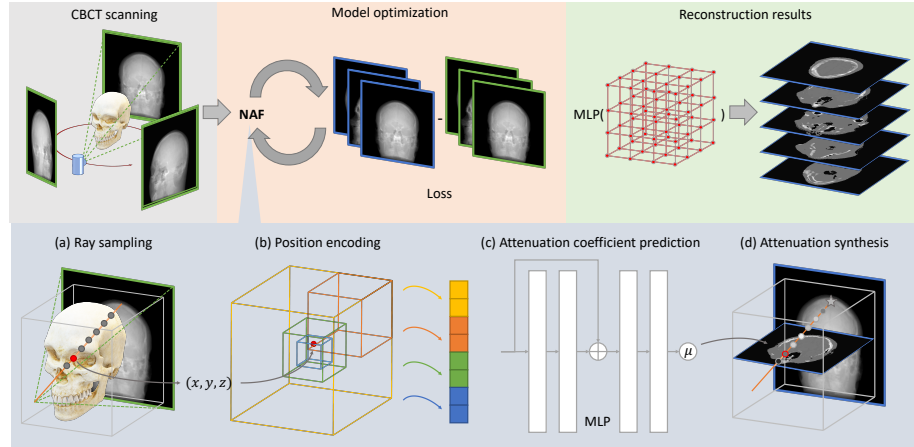 CBCT scanning
Model optimization
Reconstruction results
NAF
-
Loss
MLP(
)
(a) Ray sampling
(b) Position encoding
(c) Attenuation coefficient prediction
(d) Attenuation synthesis
(x, y, z)
μ
MLP